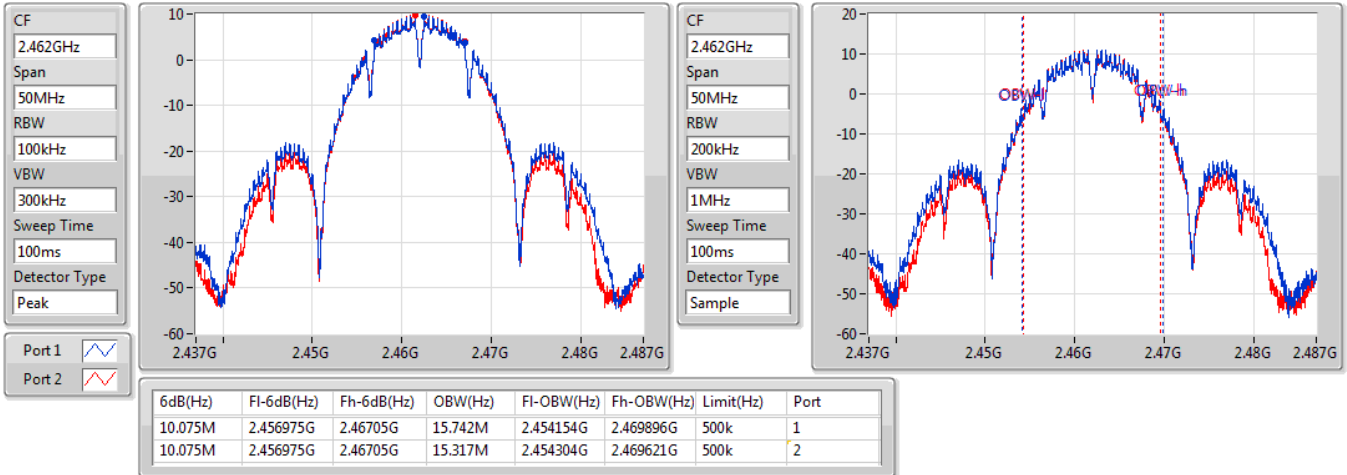 CF
2.462GHz
Span
50MHz
RBW
100kHz
VBW
300kHz
Sweep Time
100ms
Detector Type
Peak
Port 1
Port 2
10
0
-10
-20
-30
-40
-50
-60
2.437G 2.45G 2.46G 2.47G 2.48G 2.487G
CF
2.462GHz
Span
50MHz
RBW
200kHz
VBW
1MHz
Sweep Time
100ms
Detector Type
Sample
20
10
0
-10
-20
-30
-40
-50
-60
OBW-l OBW-h
2.437G 2.45G 2.46G 2.47G 2.48G 2.487G
6dB(Hz) Fl-6dB(Hz) Fh-6dB(Hz) OBW(Hz) Fl-OBW(Hz) Fh-OBW(Hz) Limit(Hz) Port
10.075M 2.456975G 2.46705G 15.742M 2.454154G 2.469896G 500k 1
10.075M 2.456975G 2.46705G 15.317M 2.454304G 2.469621G 500k 2